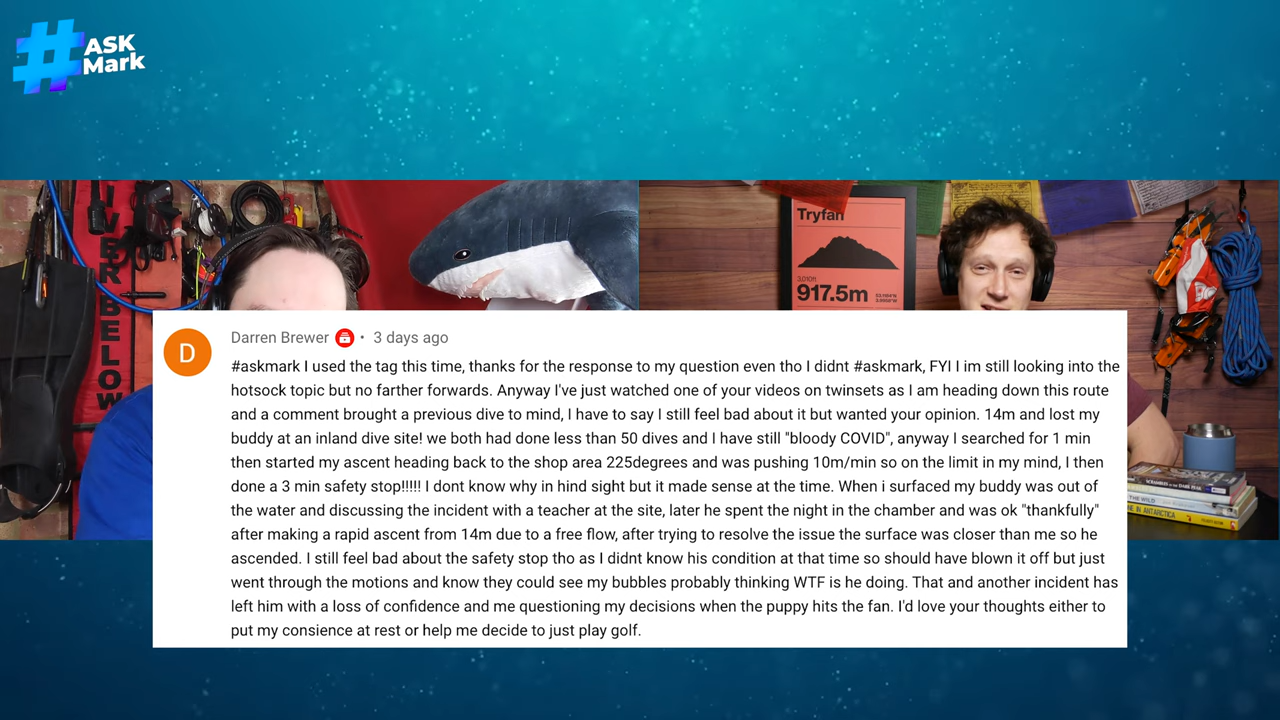 #ASK
Mark
DIVER BELOW
Tryfan
3,010ft
917.5m
Darren Brewer • 3 days ago
D
#askmark I used the tag this time, thanks for the response to my question even tho I didnt #askmark, FYI I im still looking into the
hotsock topic but no farther forwards. Anyway I've just watched one of your videos on twinsets as I am heading down this route
and a comment brought a previous dive to mind, I have to say I still feel bad about it but wanted your opinion. 14m and lost my
buddy at an inland dive site! we both had done less than 50 dives and I have still "bloody COVID", anyway I searched for 1 min
then started my ascent heading back to the shop area 225degrees and was pushing 10m/min so on the limit in my mind, I then
done a 3 min safety stop!!!!! I dont know why in hind sight but it made sense at the time. When i surfaced my buddy was out of
the water and discussing the incident with a teacher at the site, later he spent the night in the chamber and was ok "thankfully"
after making a rapid ascent from 14m due to a free flow, after trying to resolve the issue the surface was closer than me so he
ascended. I still feel bad about the safety stop tho as I didnt know his condition at that time so should have blown it off but just
went through the motions and know they could see my bubbles probably thinking WTF is he doing. That and another incident has
left him with a loss of confidence and me questioning my decisions when the puppy hits the fan. I'd love your thoughts either to
put my consience at rest or help me decide to just play golf.